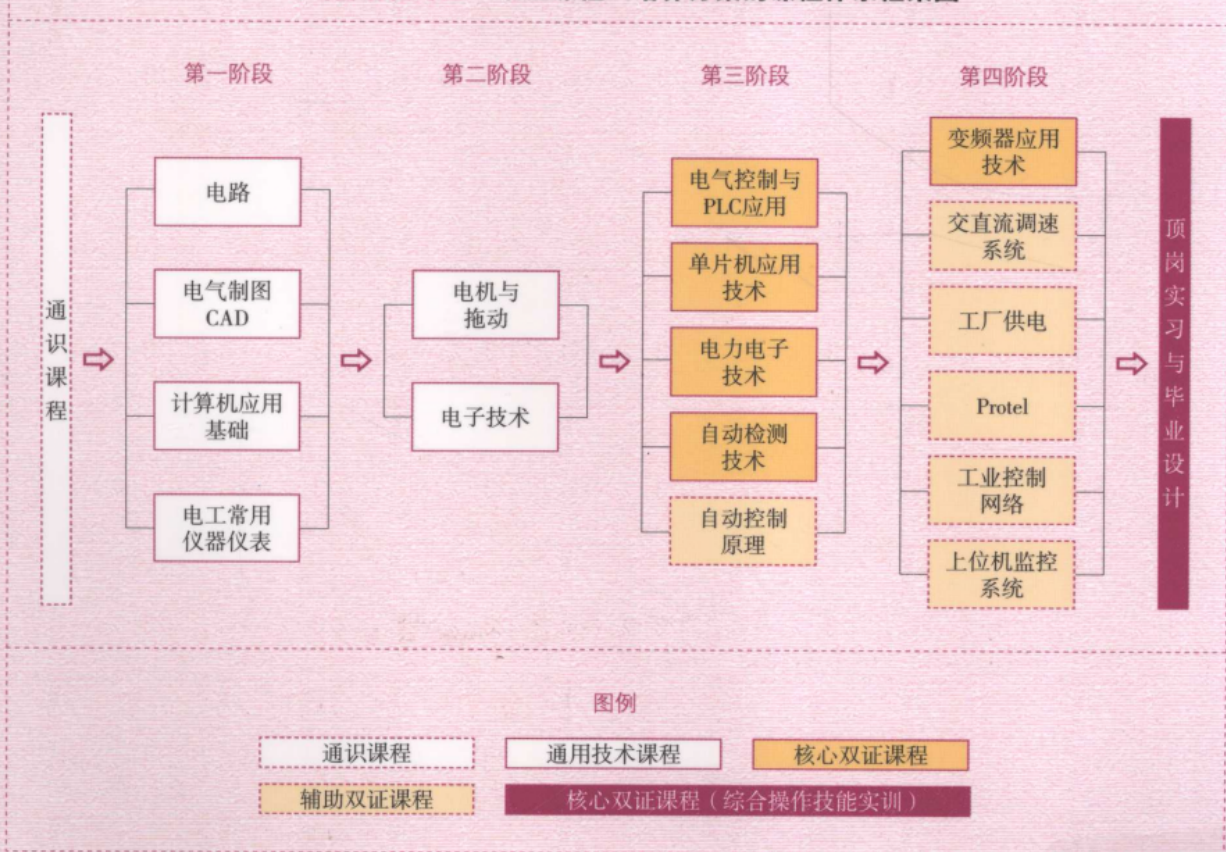 第一阶段
第二阶段
第三阶段
第四阶段
通识课程
电路
电气制图
CAD
计算机应用
基础
电工常用
仪器仪表
电机与
拖动
电子技术
电气控制与
PLC应用
单片机应用
技术
电力电子
技术
自动检测
技术
自动控制
原理
变频器应用
技术
交直流调速
系统
工厂供电
Protel
工业控制
网络
上位机监控
系统
顶岗实习与毕业设计
图例
通识课程
通用技术课程
核心双证课程
辅助双证课程
核心双证课程（综合操作技能实训）